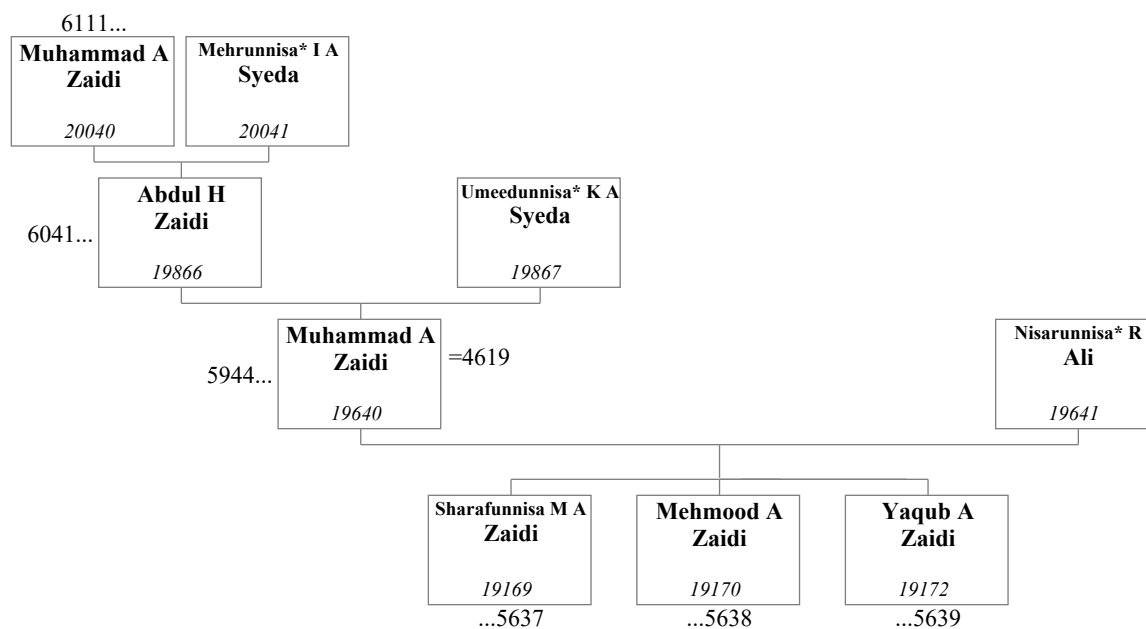 6111...
Muhammad A
Zaidi
20040
Mehrunnisa* I A
Syeda
20041
6041...
Abdul H
Zaidi
19866
Umeedunnisa* K A
Syeda
19867
5944...
Muhammad A
Zaidi
19640
=4619
Nisarunnisa* R
Ali
19641
Sharafunnisa M A
Zaidi
19169
...5637
Mehmood A
Zaidi
19170
...5638
Yaqub A
Zaidi
19172
...5639